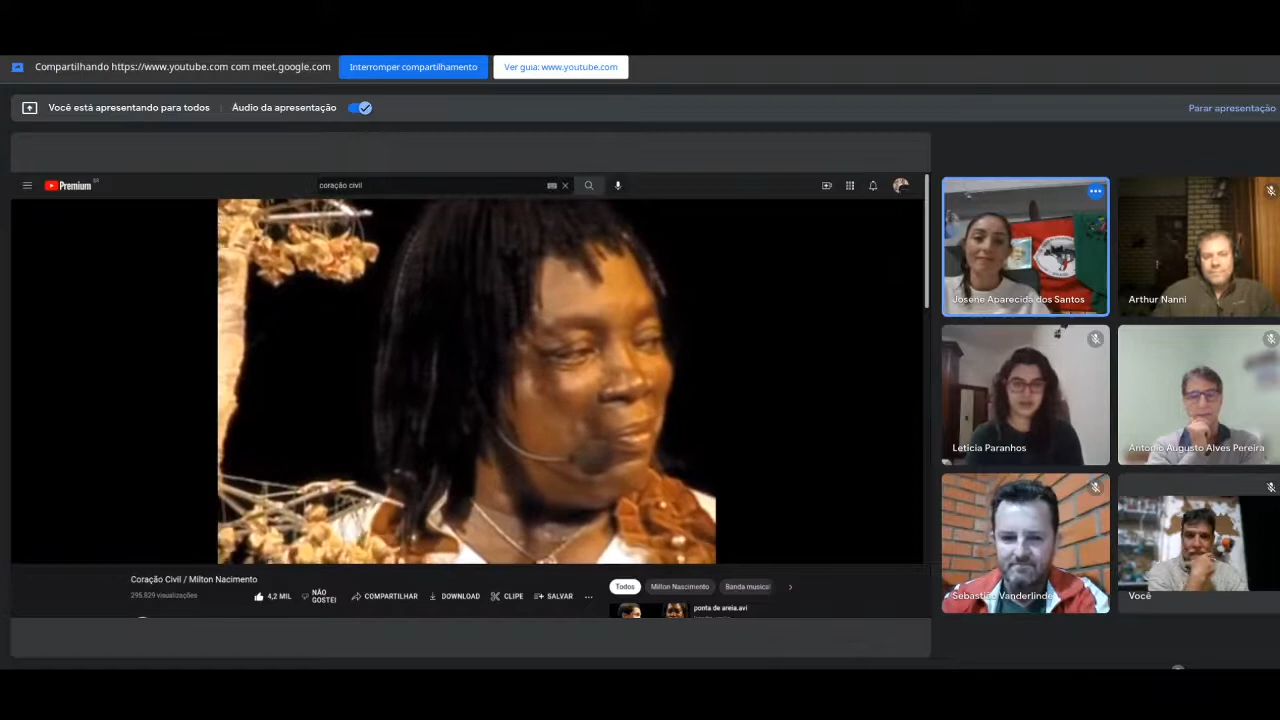 Compartilhando https://www.youtube.com com meet.google.com
Interromper compartilhamento
Ver guia: www.youtube.com
Você está apresentando para todos
Áudio da apresentação
Parar apresentação
Premium
BR
coração civil
Josene Aparecida dos Santos
Arthur Nanni
Leticia Paranhos
Antonio Augusto Alves Pereira
Sebastião Vanderlinde
Você
Coração Civil / Milton Nacimento
295.829 visualizações
4,2 MIL
NÃO GOSTEI
COMPARTILHAR
DOWNLOAD
CLIPE
SALVAR
Todos
Milton Nascimento
Banda musical
ponta de areia.avi